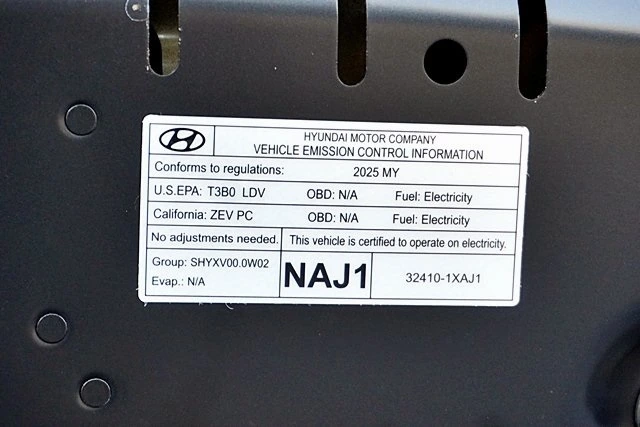 HYUNDAI MOTOR COMPANY
VEHICLE EMISSION CONTROL INFORMATION
Conforms to regulations: 2025 MY
U.S.EPA: T3B0 LDV OBD: N/A Fuel: Electricity
California: ZEV PC OBD: N/A Fuel: Electricity
No adjustments needed. This vehicle is certified to operate on electricity.
Group: SHYXV00.0W02
Evap.: N/A
NAJ1
32410-1XAJ1